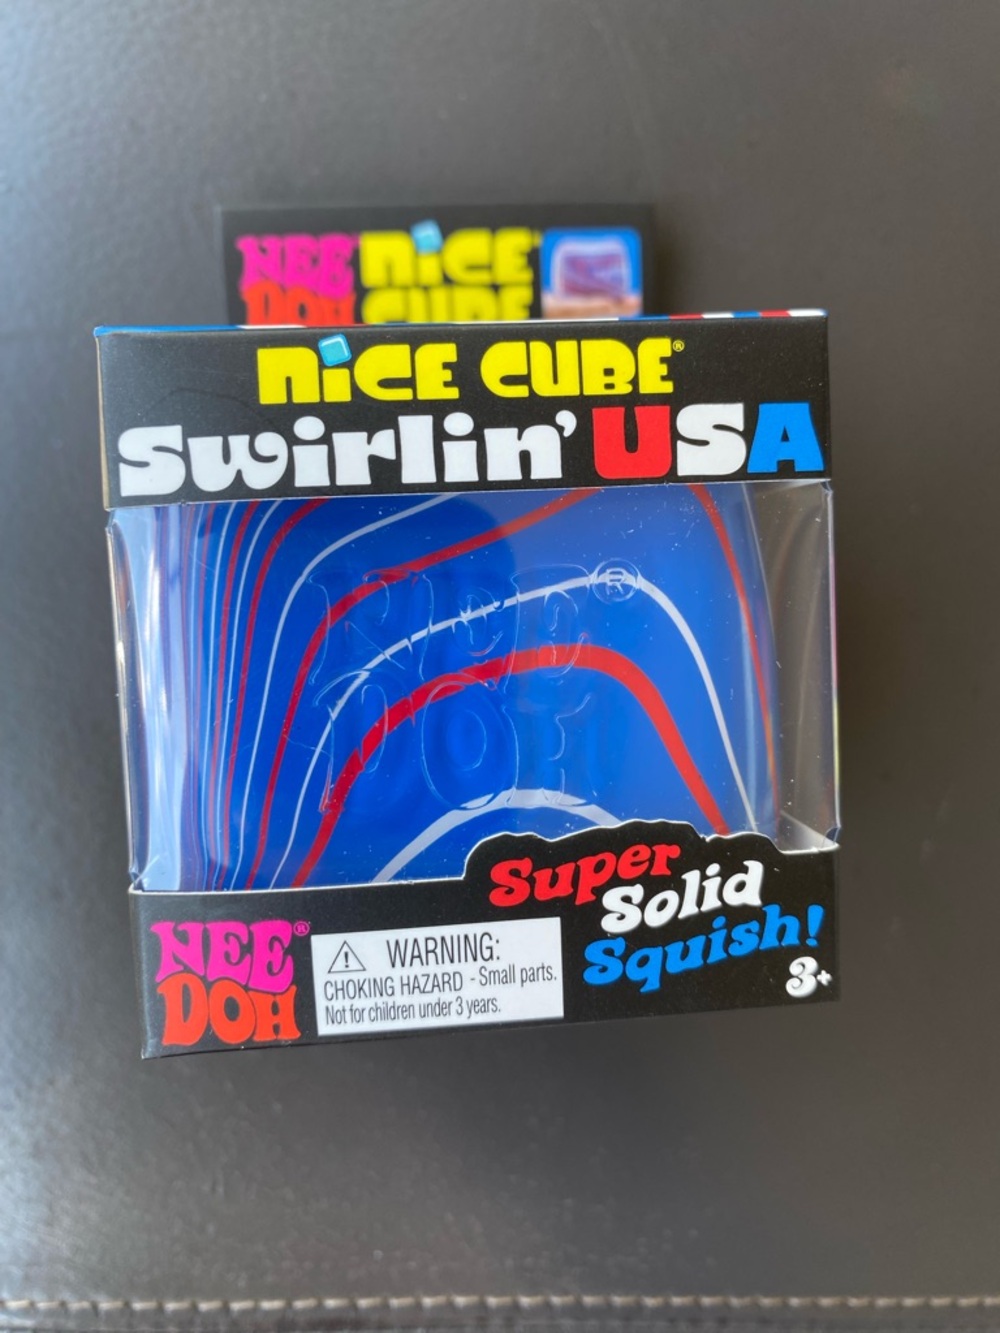 NEE NiCE
DOH CUBE
NiCE CUBE®
Swirlin' USA
NEE®
DOH
Super
Solid
Squish!
3+
NEE®
DOH
WARNING:
CHOKING HAZARD - Small parts.
Not for children under 3 years.